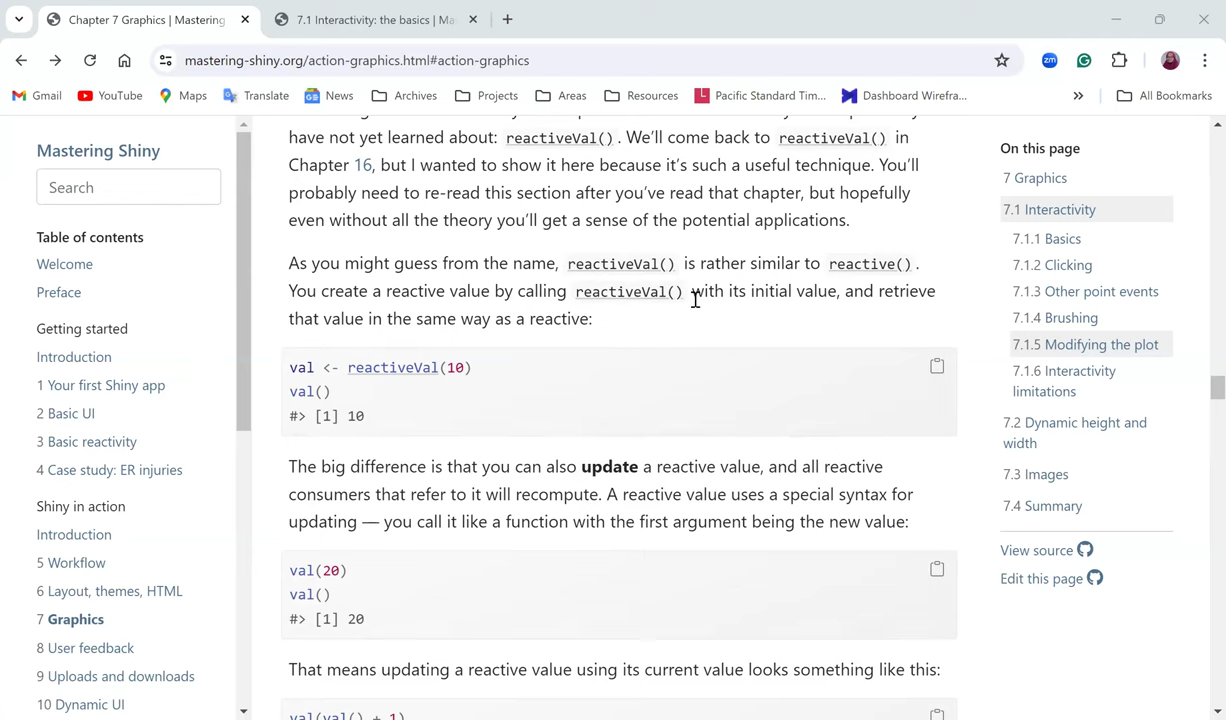 Chapter 7 Graphics | Mastering
7.1 Interactivity: the basics | Ma
mastering-shiny.org/action-graphics.html#action-graphics
Gmail
YouTube
Maps
Translate
News
Archives
Projects
Areas
Resources
Pacific Standard Tim...
Dashboard Wirefra...
All Bookmarks
Mastering Shiny
Search
Table of contents
Welcome
Preface
Getting started
Introduction
1 Your first Shiny app
2 Basic UI
3 Basic reactivity
4 Case study: ER injuries
Shiny in action
Introduction
5 Workflow
6 Layout, themes, HTML
7 Graphics
8 User feedback
9 Uploads and downloads
10 Dynamic UI
have not yet learned about: reactiveVal(). We'll come back to reactiveVal() in
Chapter 16, but I wanted to show it here because it's such a useful technique. You'll
probably need to re-read this section after you've read that chapter, but hopefully
even without all the theory you'll get a sense of the potential applications.
As you might guess from the name, reactiveVal() is rather similar to reactive().
You create a reactive value by calling reactiveVal() with its initial value, and retrieve
that value in the same way as a reactive:
val <- reactiveVal(10)
val()
#> [1] 10
The big difference is that you can also update a reactive value, and all reactive
consumers that refer to it will recompute. A reactive value uses a special syntax for
updating — you call it like a function with the first argument being the new value:
val(20)
val()
#> [1] 20
That means updating a reactive value using its current value looks something like this:
val(val() + 1)
On this page
7 Graphics
7.1 Interactivity
7.1.1 Basics
7.1.2 Clicking
7.1.3 Other point events
7.1.4 Brushing
7.1.5 Modifying the plot
7.1.6 Interactivity
limitations
7.2 Dynamic height and
width
7.3 Images
7.4 Summary
View source
Edit this page